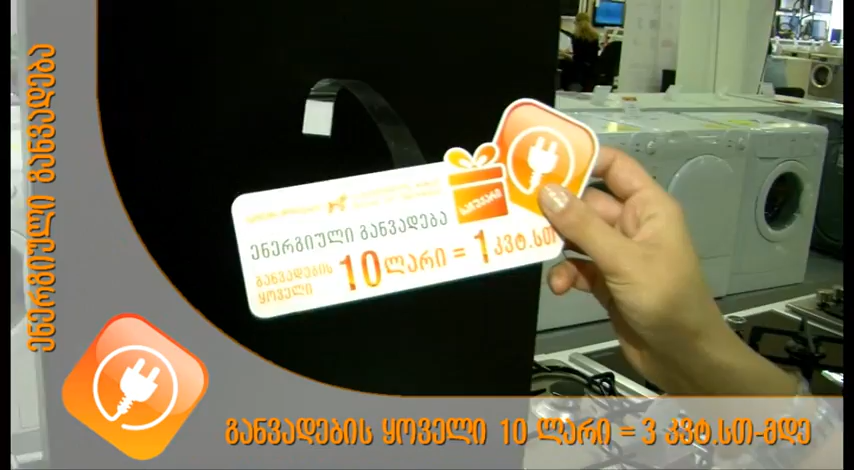 ენერგიული განვადება
საჩუქარი
ენერგიული განვადება
განვადების
ყოველი 10 ლარი = 1 კვტ.სთ
განვადების ყოველი 10 ლარი = 3 კვტ.სთ-მდე